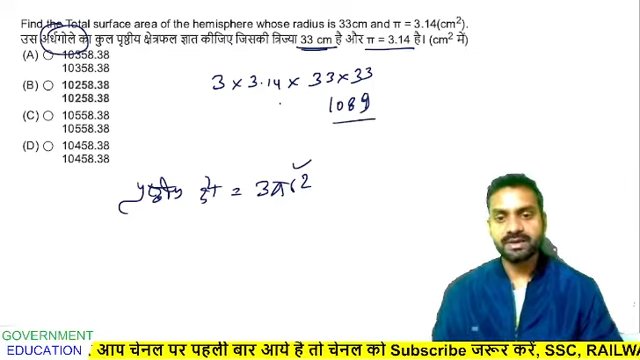 Find the Total surface area of the hemisphere whose radius is 33cm and π = 3.14(cm²).
उस अर्धगोले का कुल पृष्ठीय क्षेत्रफल ज्ञात कीजिए जिसकी त्रिज्या 33 cm है और π = 3.14 है। (cm² में)
(A) 10358.38
10358.38
(B) 10258.38
10258.38
(C) 10558.38
10558.38
(D) 10458.38
10458.38
3 × 3.14 × 33 × 33
1089
= 3πr²
GOVERNMENT
EDUCATION
. आप चेनल पर पहली बार आये है तो चेनल को Subscribe जरूर करें, SSC, RAILWA